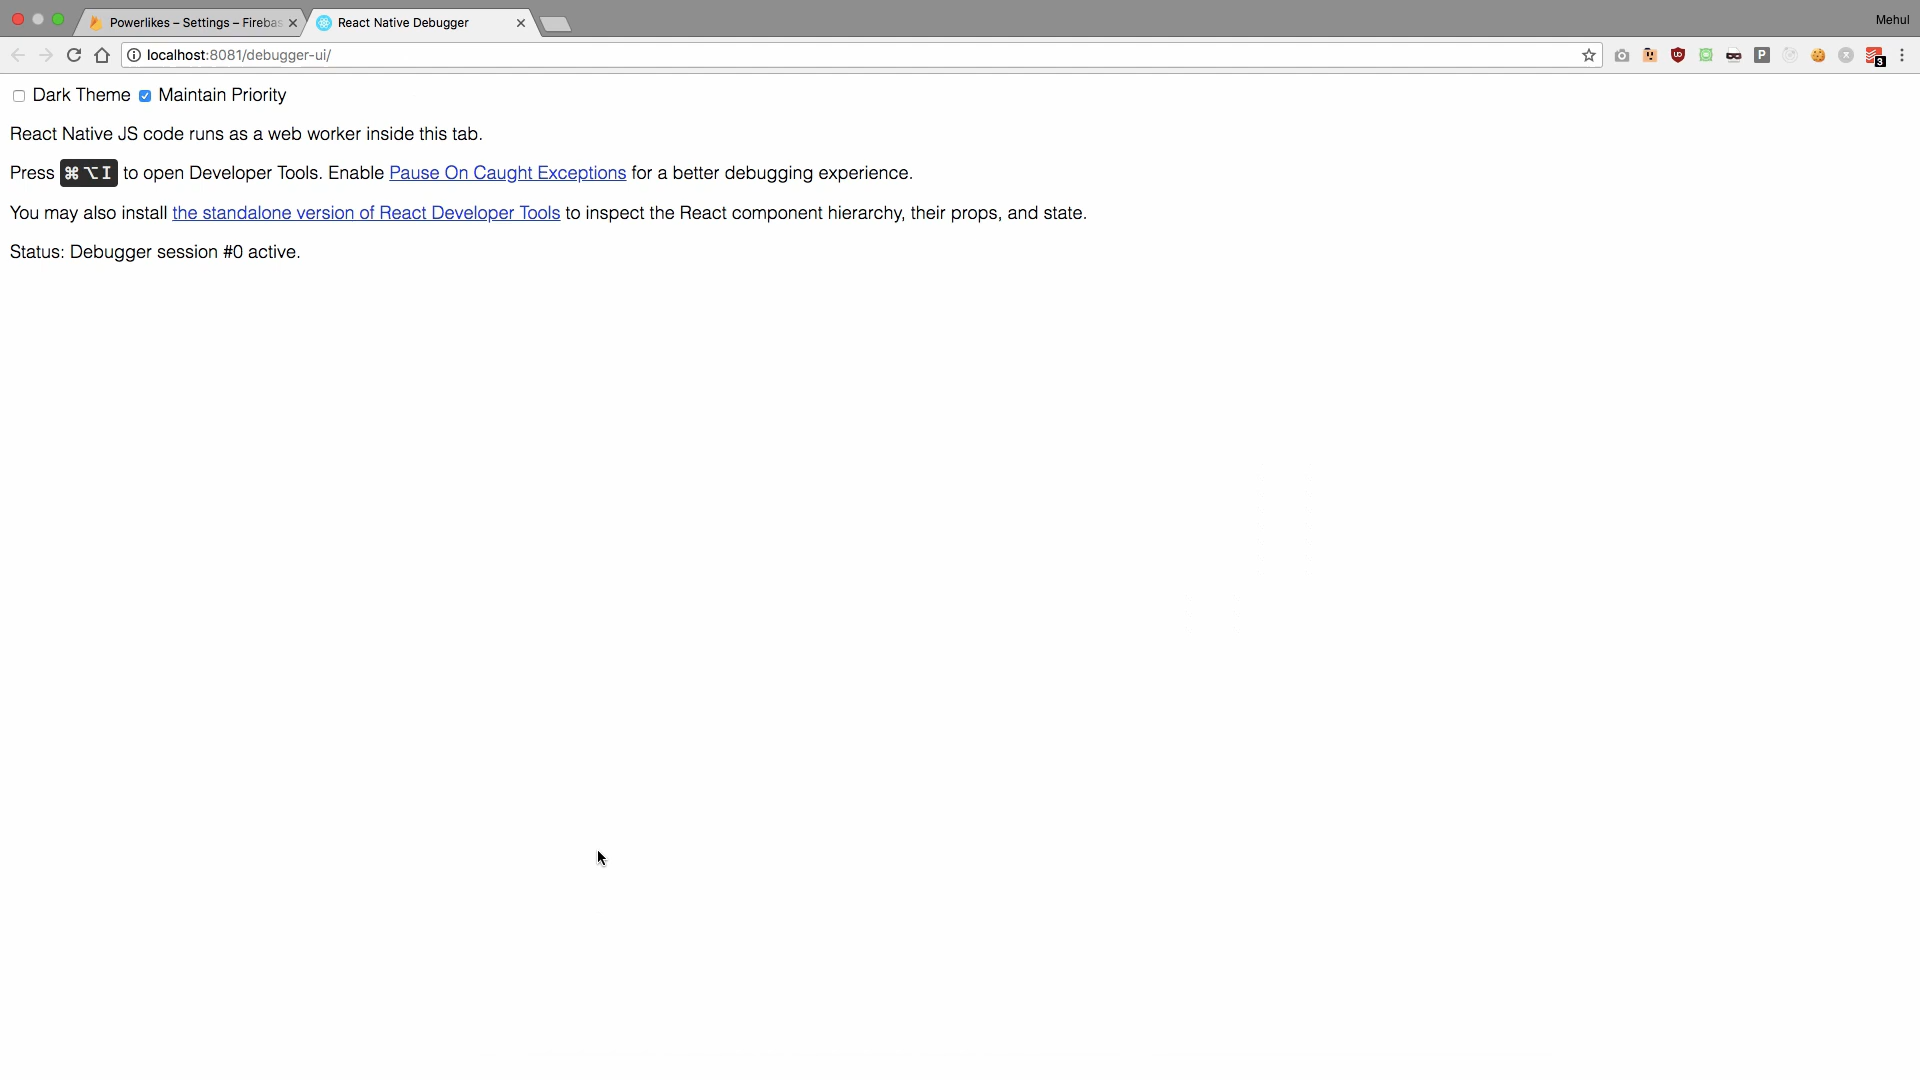 Powerlikes – Settings – Firebas
React Native Debugger
Mehul
localhost:8081/debugger-ui/
P
3
Dark Theme Maintain Priority
React Native JS code runs as a web worker inside this tab.
Press ⌘⌥I to open Developer Tools. Enable Pause On Caught Exceptions for a better debugging experience.
You may also install the standalone version of React Developer Tools to inspect the React component hierarchy, their props, and state.
Status: Debugger session #0 active.